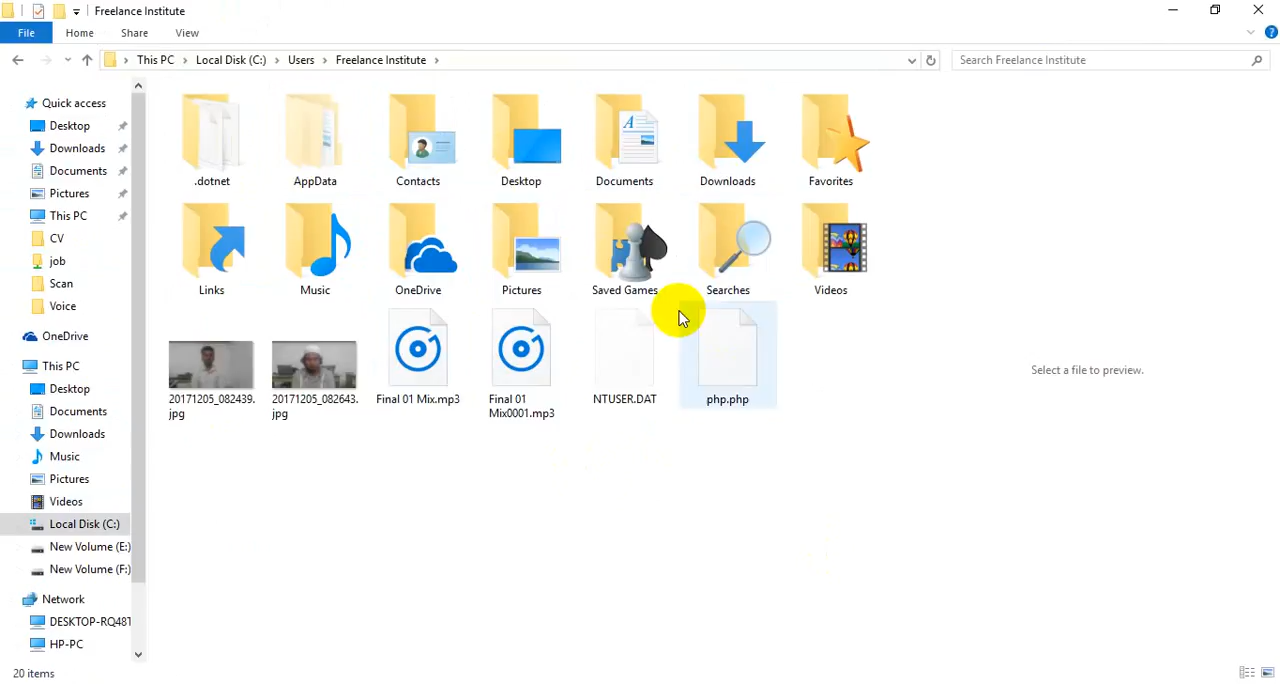 Freelance Institute
File Home Share View
This PC Local Disk (C:) Users Freelance Institute
Search Freelance Institute
Quick access
Desktop
Downloads
Documents
Pictures
This PC
CV
job
Scan
Voice
OneDrive
This PC
Desktop
Documents
Downloads
Music
Pictures
Videos
Local Disk (C:)
New Volume (E:)
New Volume (F:)
Network
DESKTOP-RQ48T
HP-PC
.dotnet AppData Contacts Desktop Documents Downloads Favorites
Links Music OneDrive Pictures Saved Games Searches Videos
20171205_082439.
jpg
20171205_082643.
jpg
Final 01 Mix.mp3
Final 01
Mix0001.mp3
NTUSER.DAT
php.php
Select a file to preview.
20 items